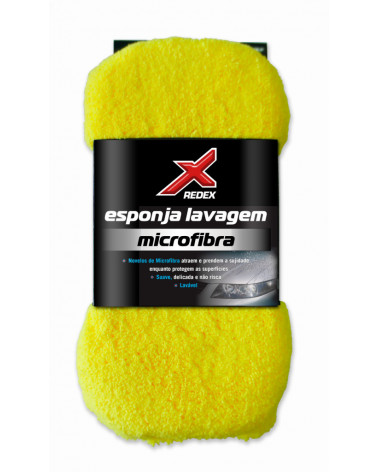 X
REDEX
esponja lavagem
microfibra
• Novelos de Microfibra atraem e prendem a sujidade
enquanto protegem as superfícies
• Suave, delicada e não risca
• Lavável